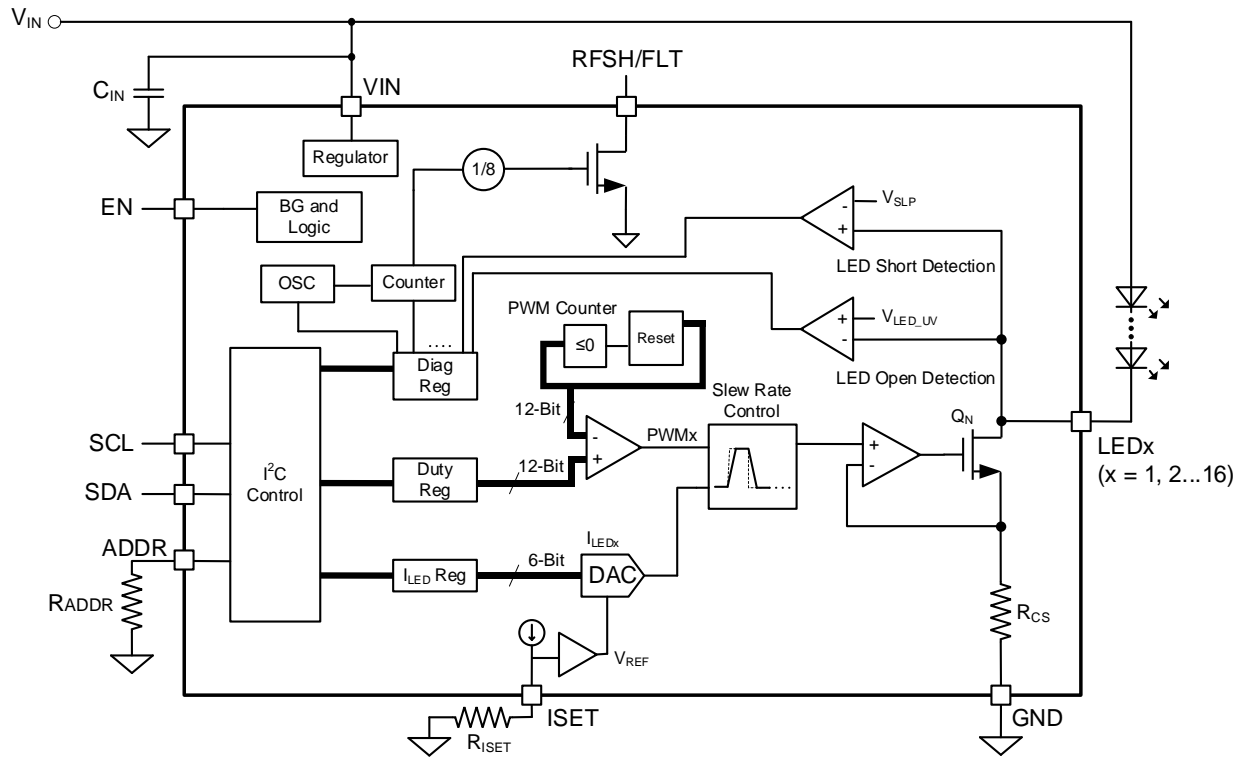 VIN
RFSH/FLT
CIN
VIN
Regulator
1/8
EN
BG and
Logic
VSLP
-
+
LED Short Detection
OSC
Counter
PWM Counter
VLED_UV
+
-
≤0
Reset
....
Diag
Reg
LED Open Detection
12-Bit
Slew Rate
Control
QN
SCL
PWMx
-
+
+
-
LEDx
(x = 1, 2...16)
I2C
Control
Duty
Reg
12-Bit
SDA
ADDR
ILEDx
ILED Reg
6-Bit
DAC
RADDR
RCS
VREF
ISET
GND
RISET